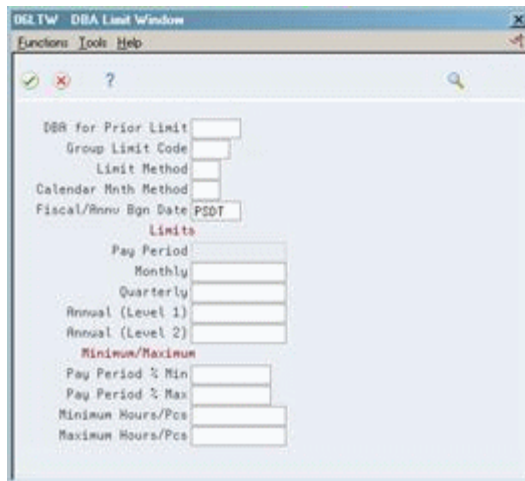 06LTW DBA Limit Window
Functions Tools Help
?
DBA for Prior Limit
Group Limit Code
Limit Method
Calendar Mnth Method
Fiscal/Annv Bgn Date PSDT
Limits
Pay Period
Monthly
Quarterly
Annual (Level 1)
Annual (Level 2)
Minimum/Maximum
Pay Period % Min
Pay Period % Max
Minimum Hours/Pcs
Maximum Hours/Pcs